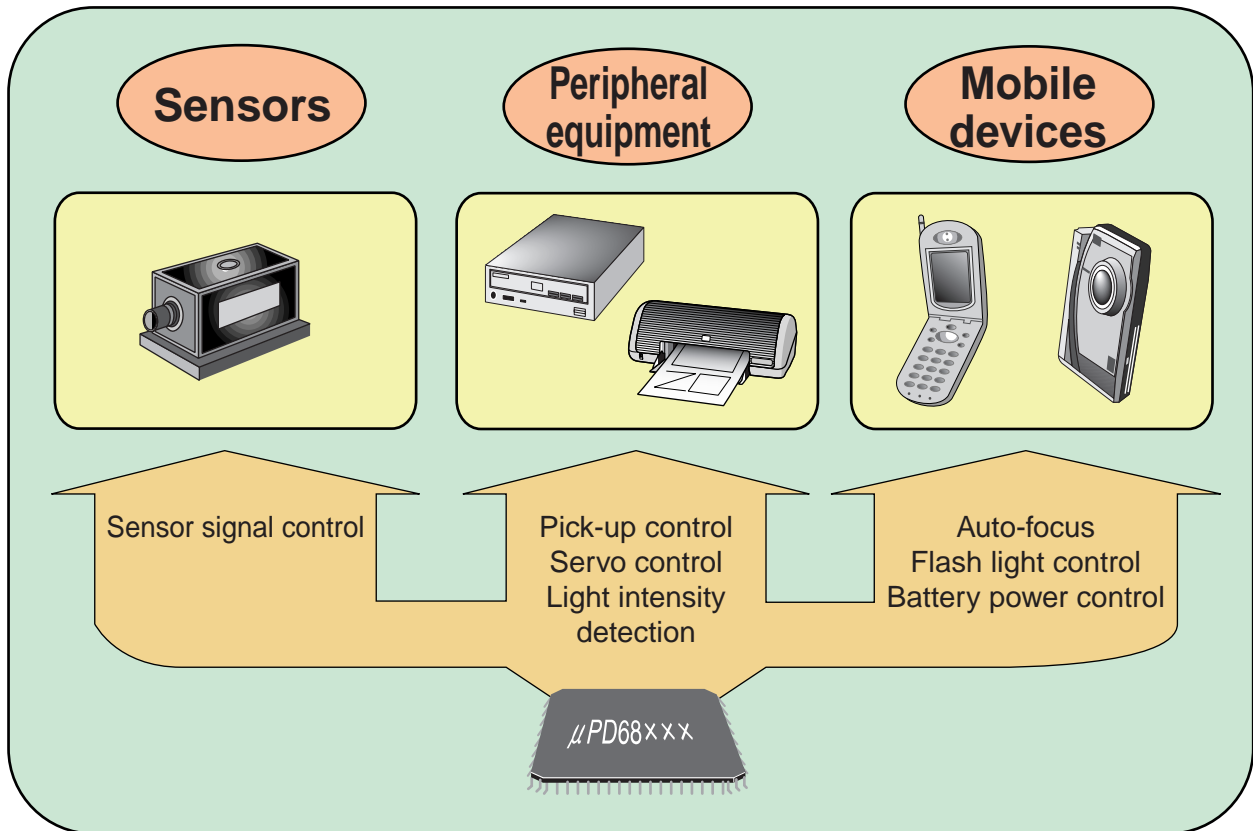 Sensors
Peripheral
equipment
Mobile
devices
Sensor signal control
Pick-up control
Servo control
Light intensity
detection
Auto-focus
Flash light control
Battery power control
μPD68×××